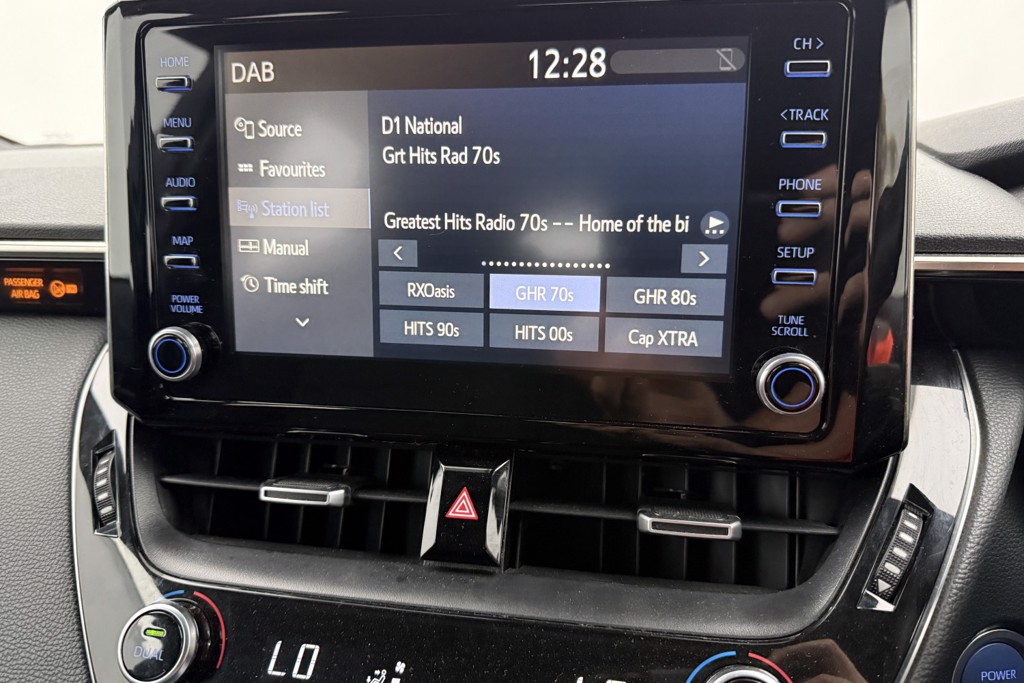 HOME
MENU
AUDIO
MAP
POWER
VOLUME
DAB
12:28
Source
Favourites
Station list
Manual
Time shift
D1 National
Grt Hits Rad 70s
Greatest Hits Radio 70s -- Home of the bi
RXOasis
GHR 70s
GHR 80s
HITS 90s
HITS 00s
Cap XTRA
CH >
< TRACK
PHONE
SETUP
TUNE
SCROLL
PASSENGER
AIR BAG
DUAL
LO
POWER